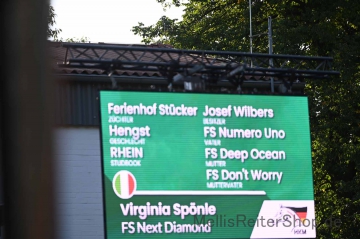 Ferienhof Stücker
ZÜCHTER
Hengst
GESCHLECHT
RHEIN
STUDBOOK
Josef Wilbers
BESITZER
FS Numero Uno
VATER
FS Deep Ocean
MUTTER
FS Don't Worry
MUTTERVATER
Virginia Spönle
FS Next Diamond
MellisReiterShop